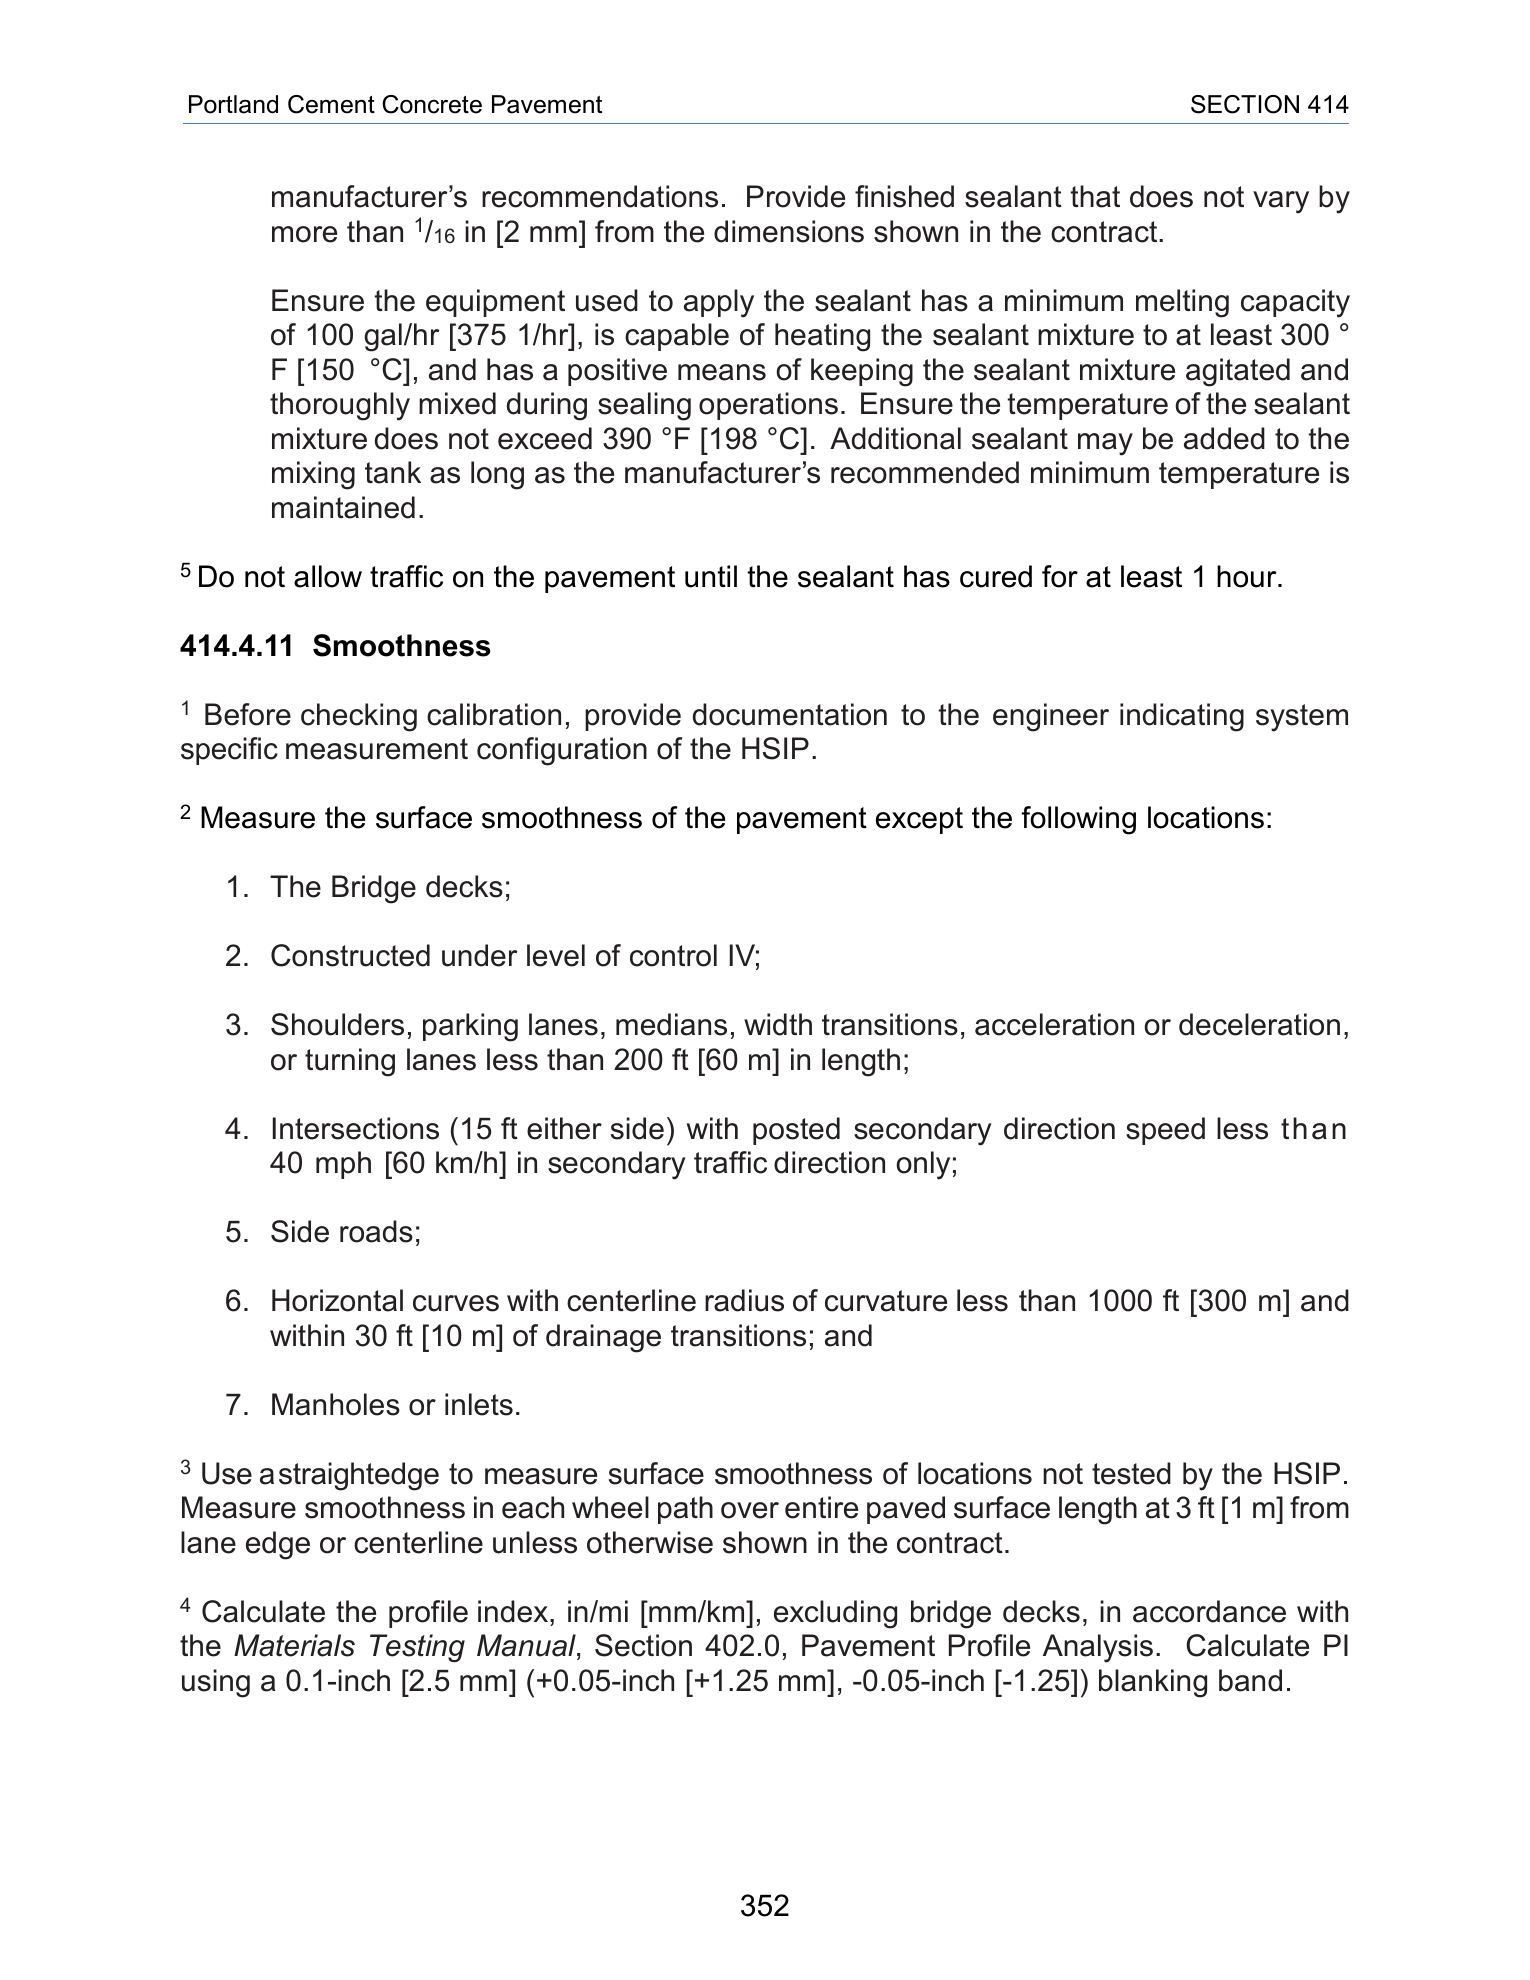 Portland Cement Concrete Pavement SECTION 414
manufacturer’s recommendations. Provide finished sealant that does not vary by
more than 1/16 in [2 mm] from the dimensions shown in the contract.
Ensure the equipment used to apply the sealant has a minimum melting capacity
of 100 gal/hr [375 1/hr], is capable of heating the sealant mixture to at least 300 °
F [150 °C], and has a positive means of keeping the sealant mixture agitated and
thoroughly mixed during sealing operations. Ensure the temperature of the sealant
mixture does not exceed 390 °F [198 °C]. Additional sealant may be added to the
mixing tank as long as the manufacturer’s recommended minimum temperature is
maintained.
5 Do not allow traffic on the pavement until the sealant has cured for at least 1 hour.
414.4.11 Smoothness
1 Before checking calibration, provide documentation to the engineer indicating system
specific measurement configuration of the HSIP.
2 Measure the surface smoothness of the pavement except the following locations:
1. The Bridge decks;
2. Constructed under level of control IV;
3. Shoulders, parking lanes, medians, width transitions, acceleration or deceleration,
or turning lanes less than 200 ft [60 m] in length;
4. Intersections (15 ft either side) with posted secondary direction speed less than
40 mph [60 km/h] in secondary traffic direction only;
5. Side roads;
6. Horizontal curves with centerline radius of curvature less than 1000 ft [300 m] and
within 30 ft [10 m] of drainage transitions; and
7. Manholes or inlets.
3 Use a straightedge to measure surface smoothness of locations not tested by the HSIP.
Measure smoothness in each wheel path over entire paved surface length at 3 ft [1 m] from
lane edge or centerline unless otherwise shown in the contract.
4 Calculate the profile index, in/mi [mm/km], excluding bridge decks, in accordance with
the Materials Testing Manual, Section 402.0, Pavement Profile Analysis. Calculate PI
using a 0.1-inch [2.5 mm] (+0.05-inch [+1.25 mm], -0.05-inch [-1.25]) blanking band.
352